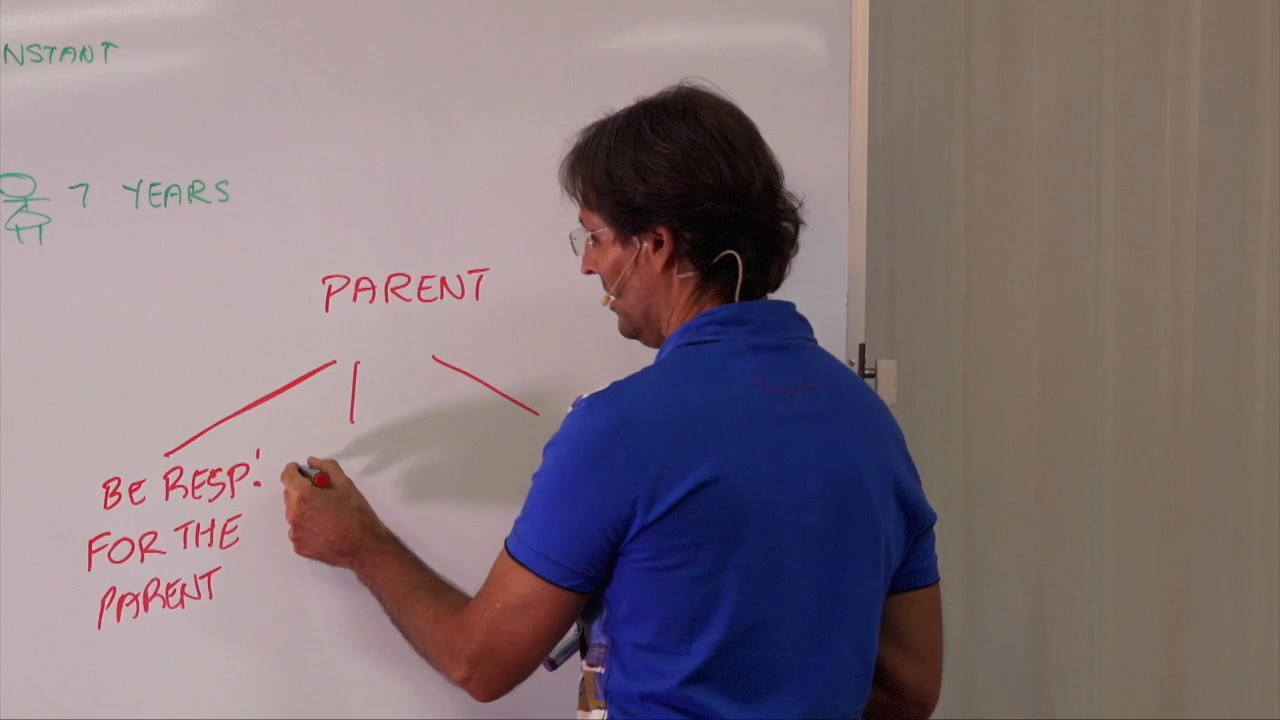 NSTANT
7 YEARS
PARENT
BE RESP!
FOR THE
PARENT